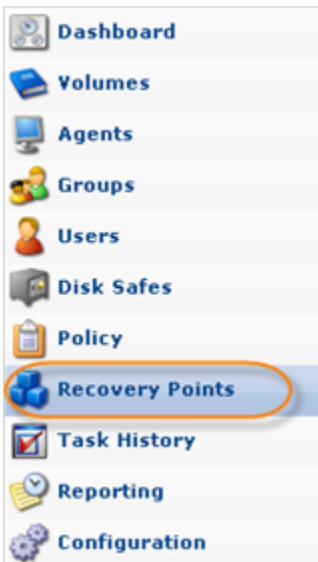 Dashboard
Volumes
Agents
Groups
Users
Disk Safes
Policy
Recovery Points
Task History
Reporting
Configuration